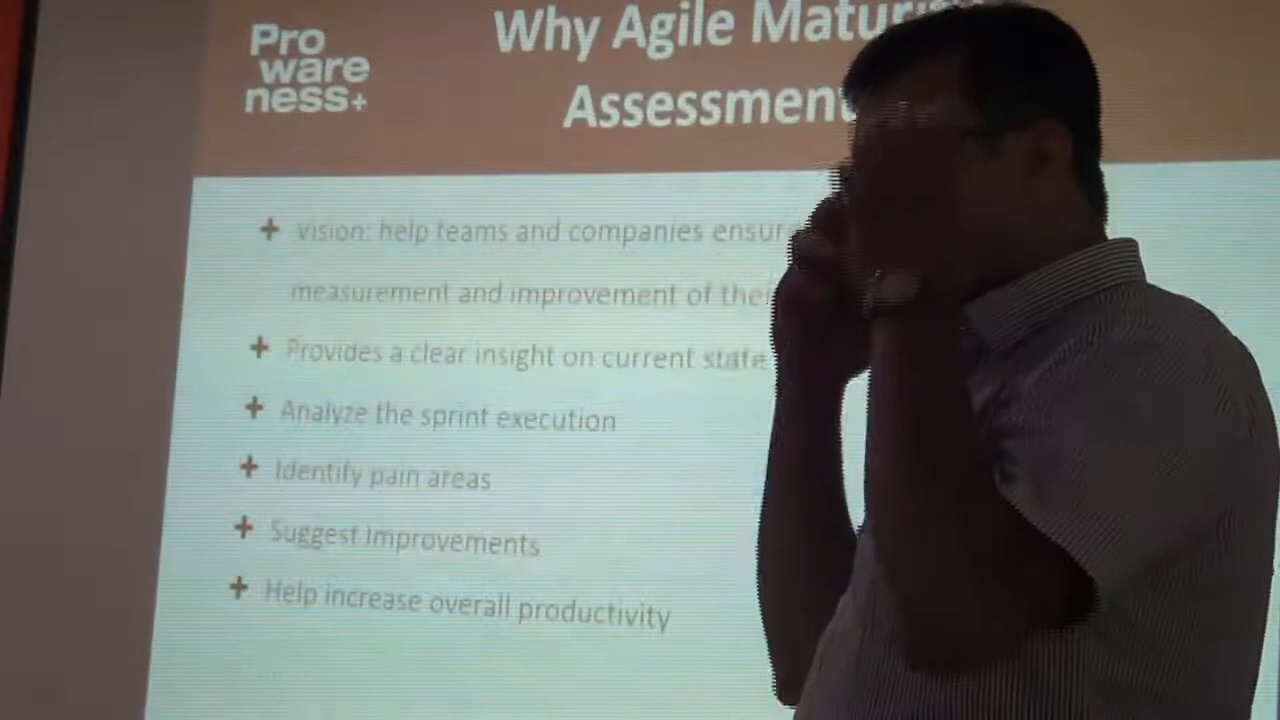 Pro
ware
ness+
Why Agile
Assessment
+ Vision: help teams and companies
measurement and improvement of
+ Provides a clear insight on current state
+ Analyze the sprint execution
+ Identify pain areas
+ Suggest Improvements
+ Help increase overall productivity